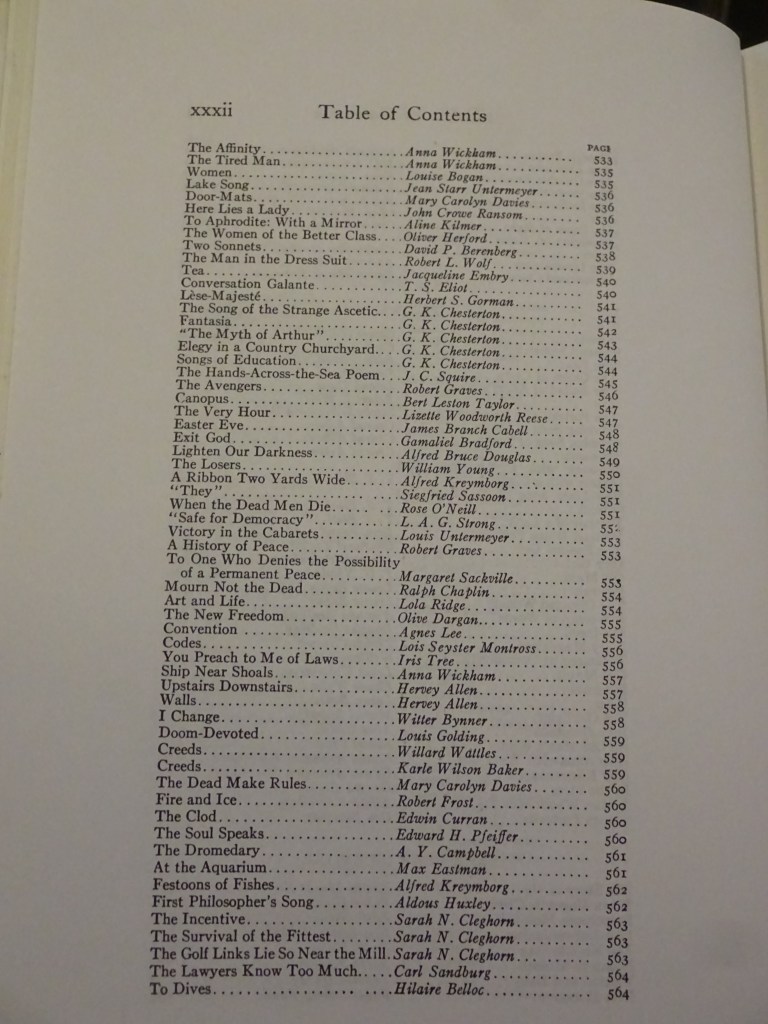 xxxii Table of Contents
PAGE
The Affinity....................Anna Wickham............ 533
The Tired Man...................Anna Wickham............ 535
Women...........................Louise Bogan............ 535
Lake Song.......................Jean Starr Untermeyer... 536
Door-Mats.......................Mary Carolyn Davies..... 536
Here Lies a Lady................John Crowe Ransom....... 536
To Aphrodite: With a Mirror.....Aline Kilmer............ 537
The Women of the Better Class...Oliver Herford.......... 537
Two Sonnets.....................David P. Berenberg...... 538
The Man in the Dress Suit.......Robert L. Wolf.......... 539
Tea.............................Jacqueline Embry........ 540
Conversation Galante............T. S. Eliot............. 540
Lèse-Majesté....................Herbert S. Gorman....... 541
The Song of the Strange Ascetic...G. K. Chesterton........ 541
Fantasia........................G. K. Chesterton........ 542
"The Myth of Arthur"............G. K. Chesterton........ 543
Elegy in a Country Churchyard...G. K. Chesterton........ 544
Songs of Education..............G. K. Chesterton........ 544
The Hands-Across-the-Sea Poem...J. C. Squire............ 545
The Avengers....................Robert Graves........... 546
Canopus.........................Bert Leston Taylor...... 547
The Very Hour...................Lizette Woodworth Reese... 547
Easter Eve......................James Branch Cabell..... 548
Exit God........................Gamaliel Bradford....... 548
Lighten Our Darkness............Alfred Bruce Douglas.... 549
The Losers......................William Young........... 550
A Ribbon Two Yards Wide.........Alfred Kreymborg........ 551
"They"..........................Siegfried Sassoon....... 551
When the Dead Men Die...........Rose O'Neill............ 551
"Safe for Democracy"............L. A. G. Strong.........
Victory in the Cabarets.........Louis Untermeyer........ 553
A History of Peace..............Robert Graves........... 553
To One Who Denies the Possibility
of a Permanent Peace............Margaret Sackville...... 553
Mourn Not the Dead..............Ralph Chaplin........... 554
Art and Life....................Lola Ridge.............. 554
The New Freedom.................Olive Dargan............ 555
Convention......................Agnes Lee............... 555
Codes...........................Lois Seyster Montross... 556
You Preach to Me of Laws........Iris Tree............... 556
Ship Near Shoals................Anna Wickham............ 557
Upstairs Downstairs.............Hervey Allen............ 557
Walls...........................Hervey Allen............ 558
I Change........................Witter Bynner........... 558
Doom-Devoted....................Louis Golding........... 559
Creeds..........................Willard Wattles......... 559
Creeds..........................Karle Wilson Baker...... 559
The Dead Make Rules.............Mary Carolyn Davies..... 560
Fire and Ice....................Robert Frost............ 560
The Clod........................Edwin Curran............ 560
The Soul Speaks.................Edward H. Pfeiffer...... 560
The Dromedary...................A. Y. Campbell.......... 561
At the Aquarium.................Max Eastman............. 561
Festoons of Fishes..............Alfred Kreymborg........ 562
First Philosopher's Song........Aldous Huxley........... 562
The Incentive...................Sarah N. Cleghorn....... 563
The Survival of the Fittest.....Sarah N. Cleghorn....... 563
The Golf Links Lie So Near the Mill.Sarah N. Cleghorn....... 563
The Lawyers Know Too Much.......Carl Sandburg........... 564
To Dives........................Hilaire Belloc.......... 564